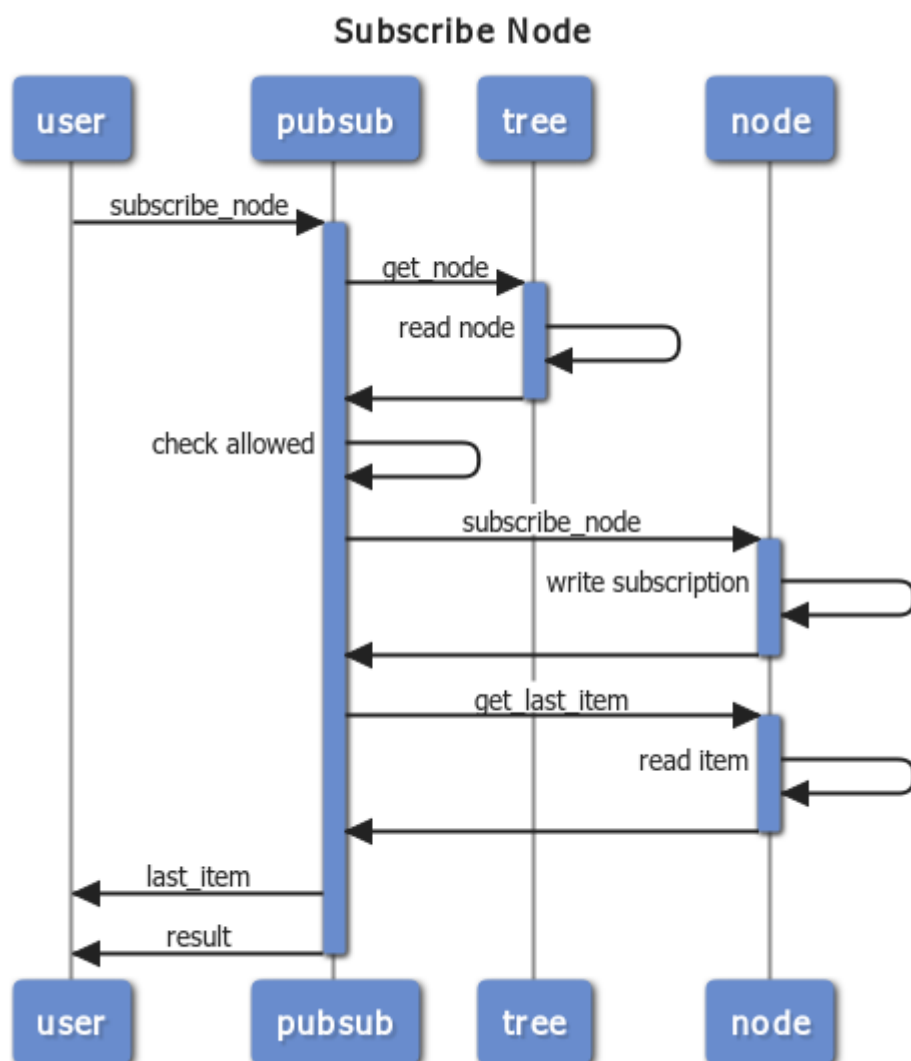 Subscribe Node
user
pubsub
tree
node
subscribe_node
get_node
read node
check allowed
subscribe_node
write subscription
get_last_item
read item
last_item
result
user
pubsub
tree
node